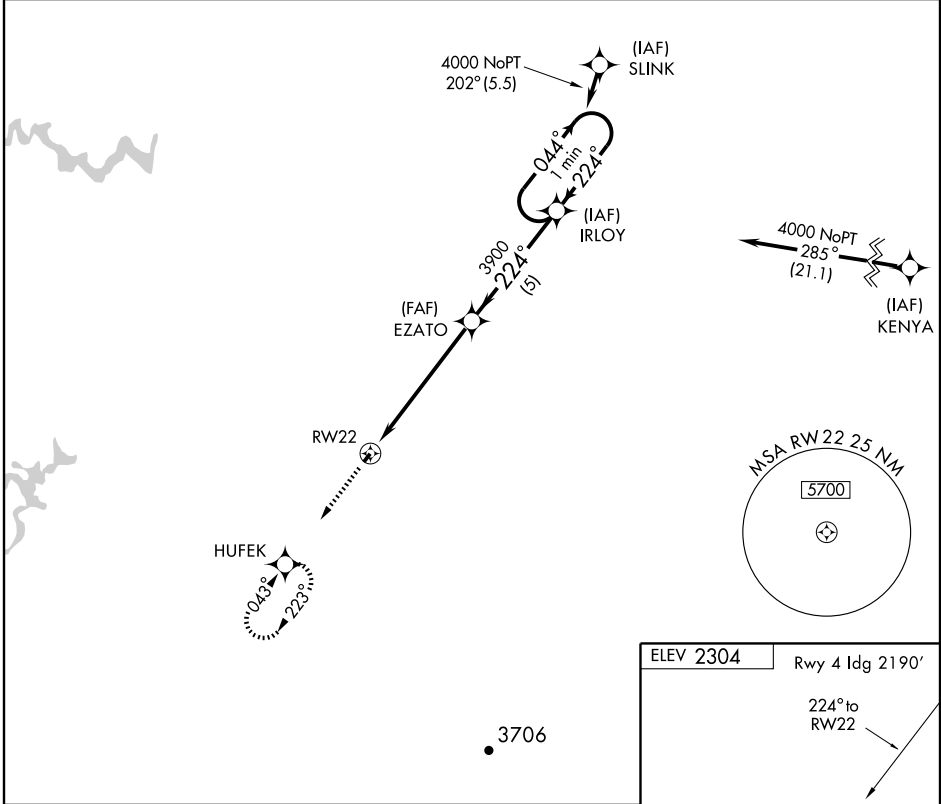 (IAF)
SLINK
4000 NoPT
202° (5.5)
044°
1 min
224°
(IAF)
IRLOY
4000 NoPT
285°
(21.1)
(IAF)
KENYA
3900
224°
(5)
(FAF)
EZATO
RW22
MSA RW22 25 NM
5700
HUFEK
043°
223°
3706
ELEV 2304
Rwy 4 ldg 2190'
224° to
RW22